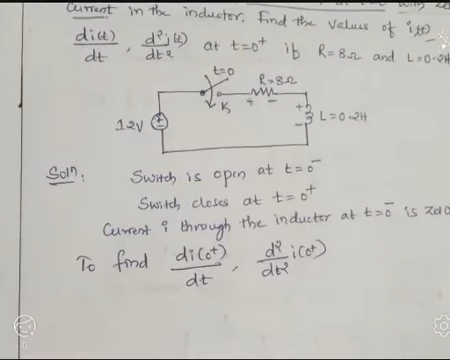 current in the inductor. Find the values of i(t)
di(t)/dt , d²i(t)/dt² at t=0⁺ if R=8Ω and L=0.2H
t=0
R=8Ω
K
+ -
12V
+
-
L=0.2H
Soln:
Switch is open at t=0⁻
Switch closes at t=0⁺
Current i through the inductor at t=0⁻ is zero
To find di(0⁺)/dt , d²/dt² i(0⁺)